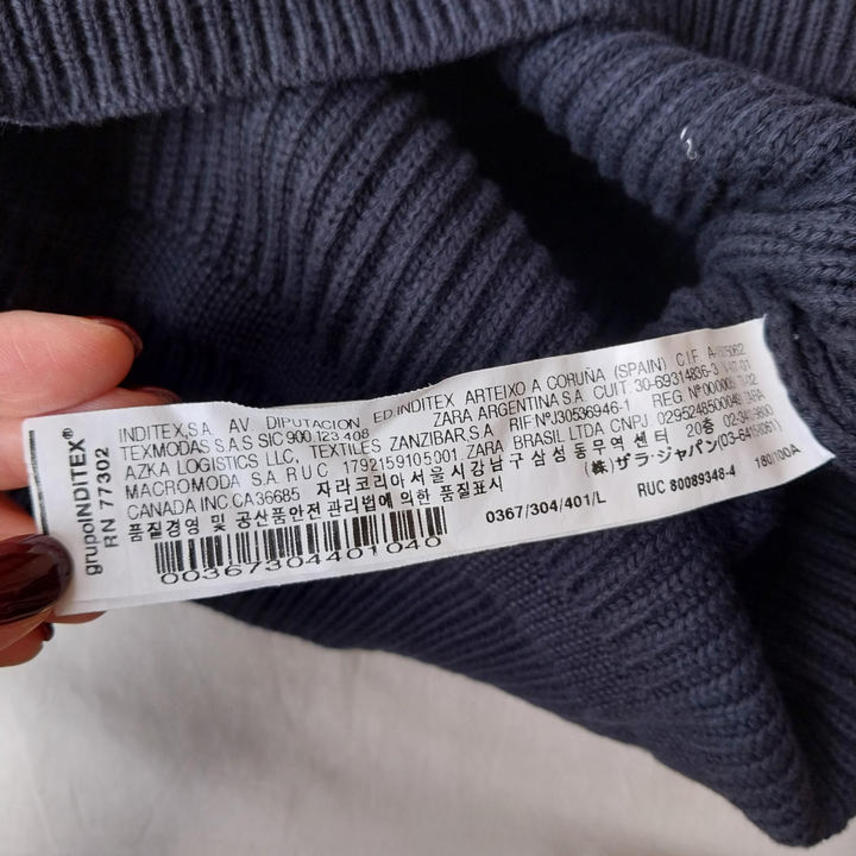 grupoINDITEX®
RN 77302
INDITEX,S.A. AV. DIPUTACION ED.INDITEX ARTEIXO A CORUÑA (SPAIN) C.I.F.
TEXMODAS S.A.S SIC 900.123.408 ZARA ARGENTINA S.A. CUIT 30-69314836-3
AZKA LOGISTICS LLC, TEXTILES ZANZIBAR,S.A. RIF:NºJ30536946-1 REG Nº
MACROMODA S.A. R U C 1792159105001. ZARA BRASIL LTDA CNPJ
CANADA INC.CA36685 자라코리아서울시강남구삼성동무역센터 20층
품질경영 및 공산품안전 관리법에 의한 품질표시 (株)ザラ・ジャパン
0367/304/401/L RUC 80089348-4 180/100A
00367304401040